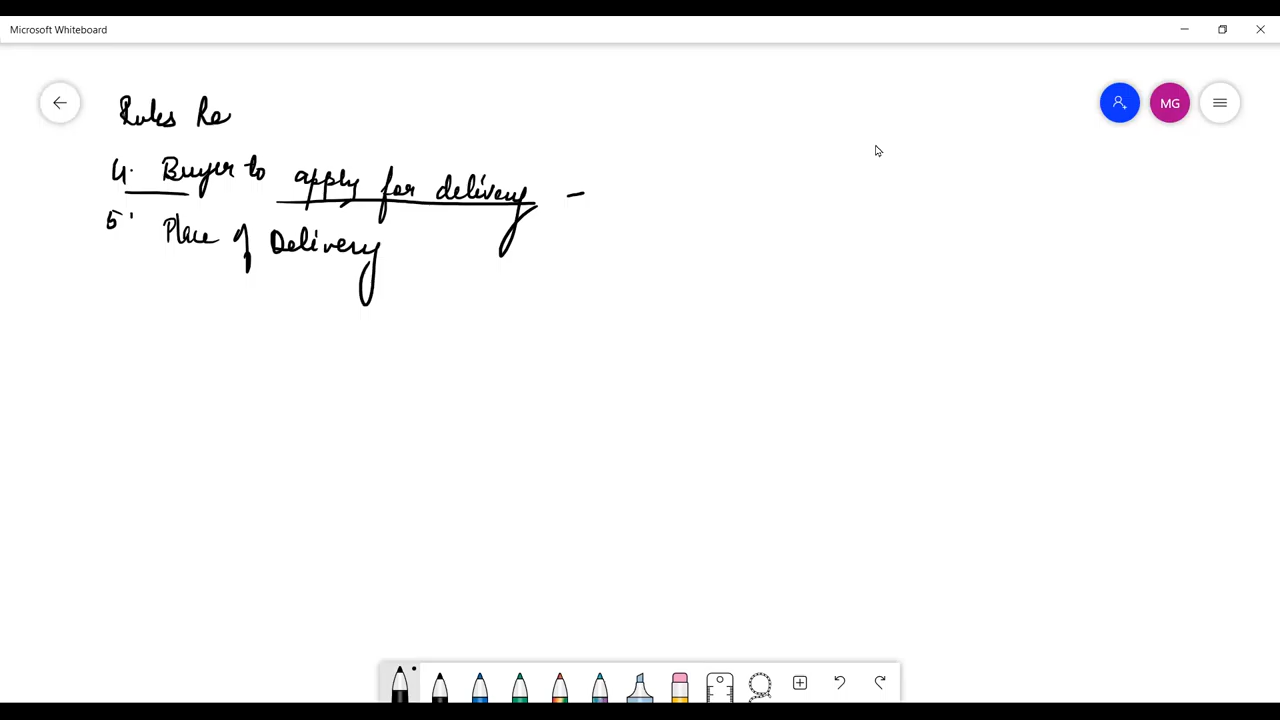 Microsoft Whiteboard
MG
Rules Re
4. Buyer to apply for delivery -
5. Place of Delivery